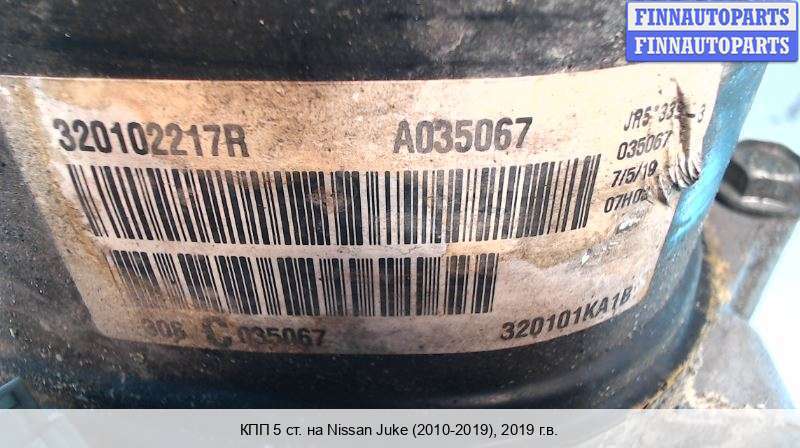 FINNAUTOPARTS
FINNAUTOPARTS
320102217R A035067
035067
7/5/19
C 035067
320101KA1B
КПП 5 ст. на Nissan Juke (2010-2019), 2019 г.в.